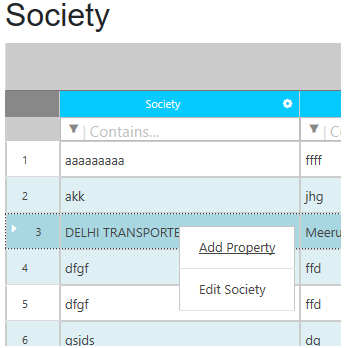 Society
Society
Contains...
1 aaaaaaaaa ffff
2 akk jhg
3 DELHI TRANSPORTE Meeru
Add Property
4 dfgf ffd
Edit Society
5 dfgf ffd
6 gsjds dg